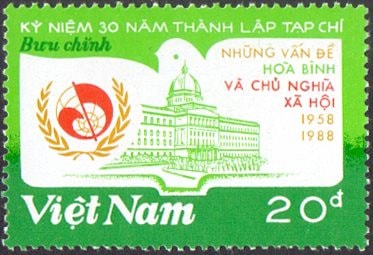 KỶ NIỆM 30 NĂM THÀNH LẬP TẠP CHÍ
Bưu chính
NHỮNG VẤN ĐỀ
HÒA BÌNH
VÀ CHỦ NGHĨA
XÃ HỘI
1958
1988
Việt Nam
20đ